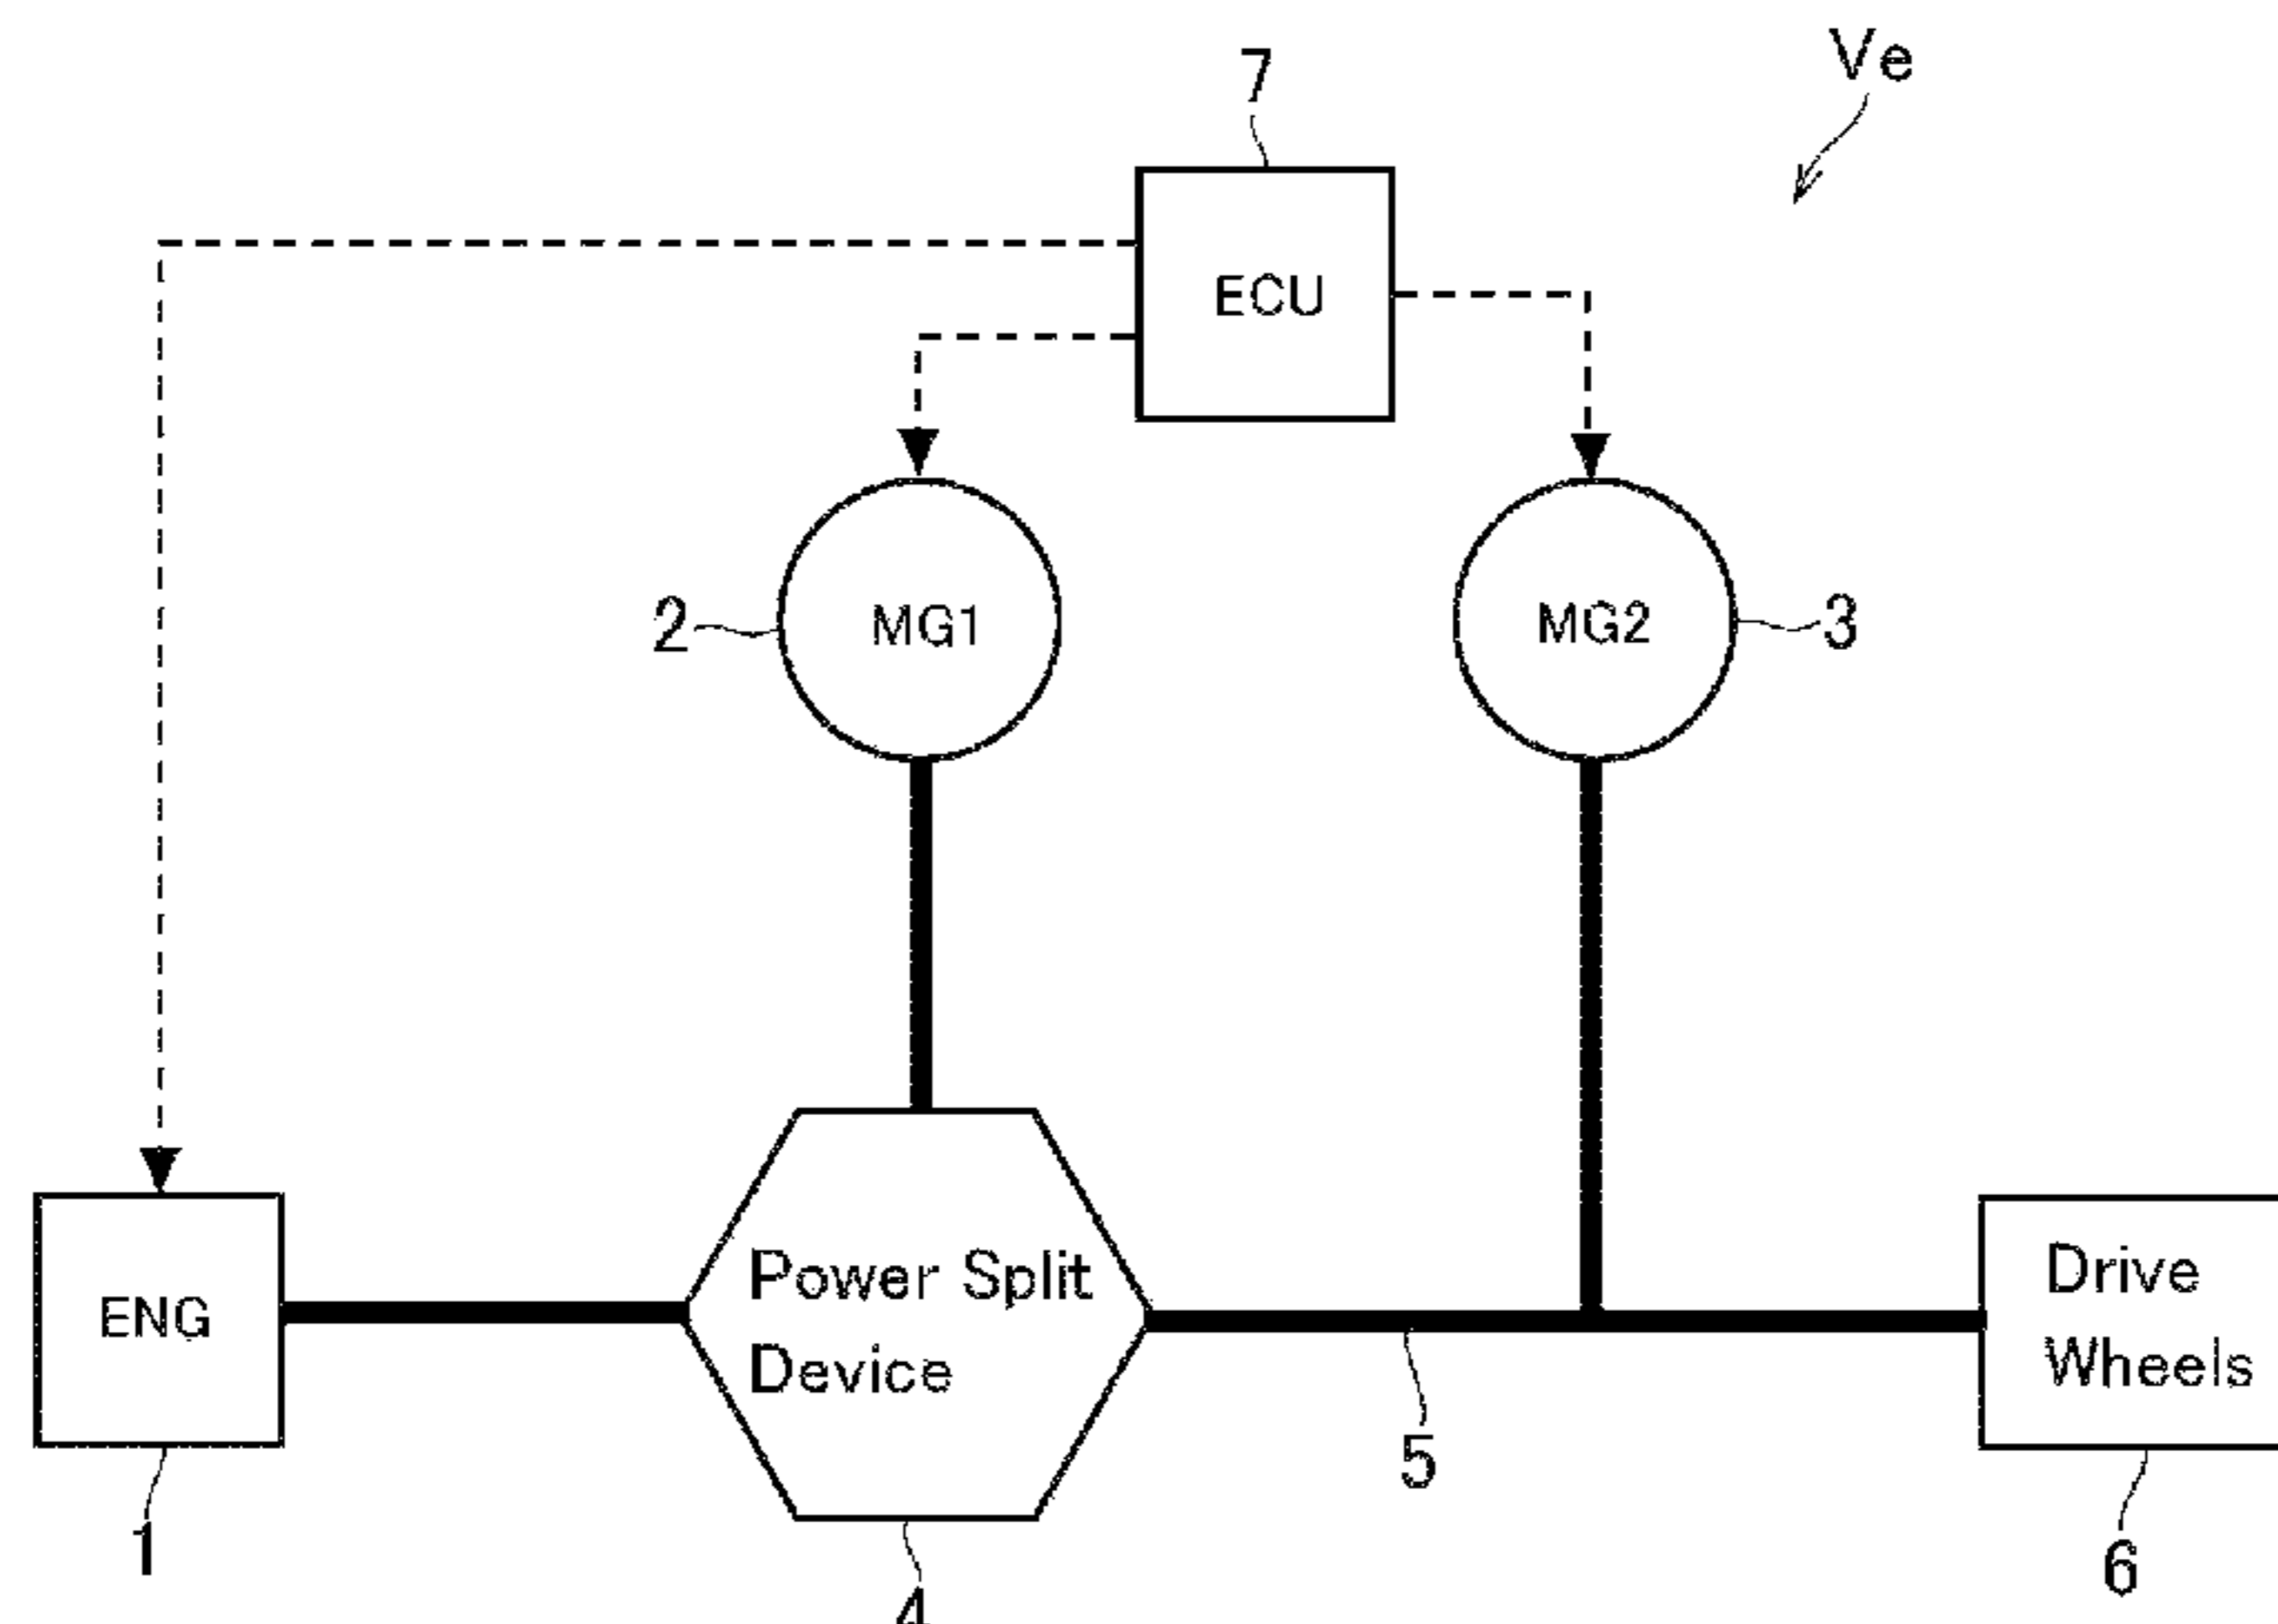 Ve
7
ECU
2
MG1
MG2
3
Power Split
Device
ENG
Drive
Wheels
5
1
4
6